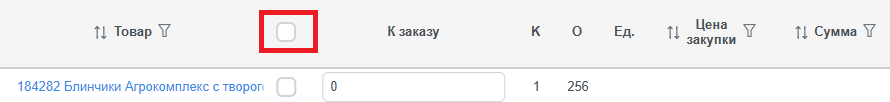 Товар К заказу К О Ед. Цена закупки Сумма
184282 Блинчики Агрокомплекс с творог 0 1 256